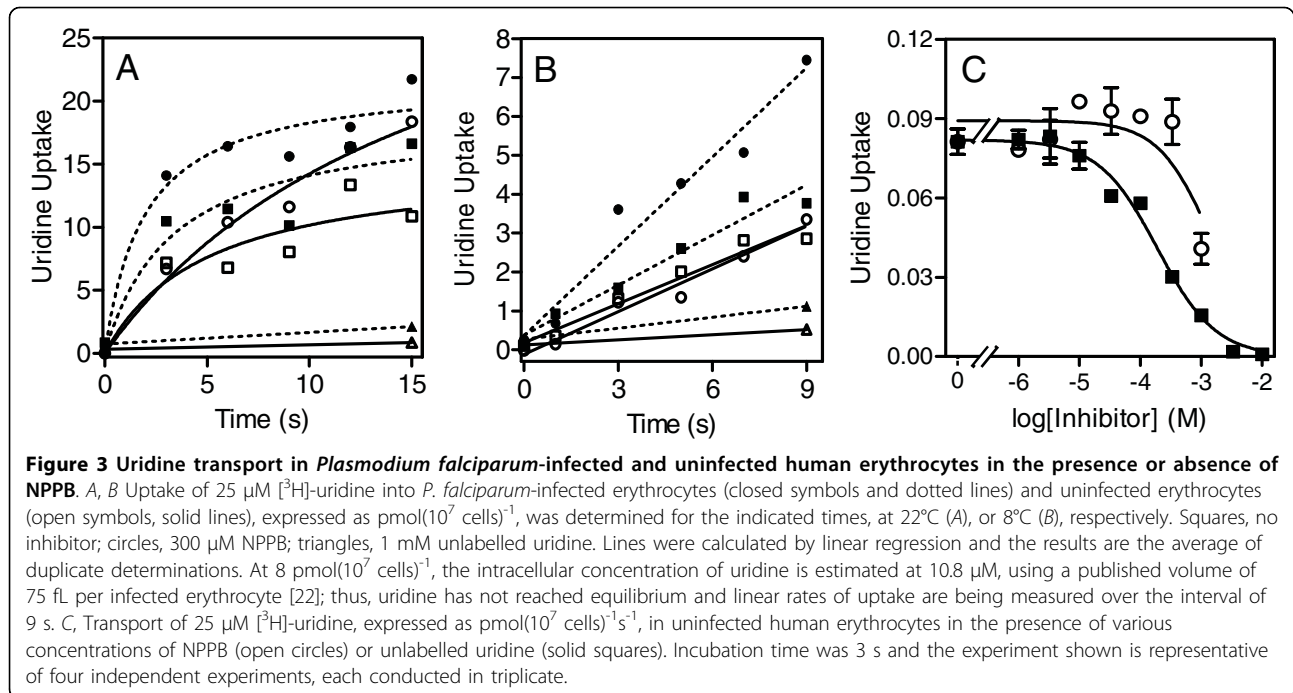 A
Uridine Uptake
25
20
15
10
5
0
0 5 10 15
Time (s)
B
Uridine Uptake
8
7
6
5
4
3
2
1
0
0 3 6 9
Time (s)
C
Uridine Uptake
0.12
0.09
0.06
0.03
0.00
0 -6 -5 -4 -3 -2
log[Inhibitor] (M)
Figure 3 Uridine transport in Plasmodium falciparum-infected and uninfected human erythrocytes in the presence or absence of
NPPB. A, B Uptake of 25 μM [³H]-uridine into P. falciparum-infected erythrocytes (closed symbols and dotted lines) and uninfected erythrocytes
(open symbols, solid lines), expressed as pmol(10⁷ cells)⁻¹, was determined for the indicated times, at 22°C (A), or 8°C (B), respectively. Squares, no
inhibitor; circles, 300 μM NPPB; triangles, 1 mM unlabelled uridine. Lines were calculated by linear regression and the results are the average of
duplicate determinations. At 8 pmol(10⁷ cells)⁻¹, the intracellular concentration of uridine is estimated at 10.8 μM, using a published volume of
75 fL per infected erythrocyte [22]; thus, uridine has not reached equilibrium and linear rates of uptake are being measured over the interval of
9 s. C, Transport of 25 μM [³H]-uridine, expressed as pmol(10⁷ cells)⁻¹s⁻¹, in uninfected human erythrocytes in the presence of various
concentrations of NPPB (open circles) or unlabelled uridine (solid squares). Incubation time was 3 s and the experiment shown is representative
of four independent experiments, each conducted in triplicate.